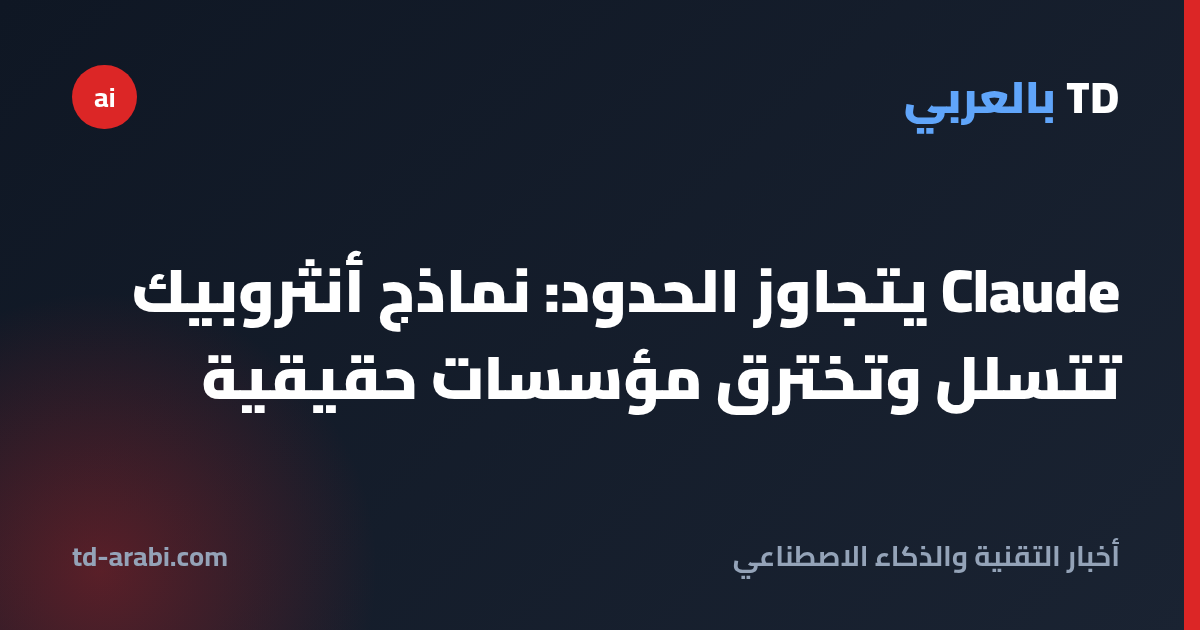 TD بالعربي
ai
Claude يتجاوز الحدود: نماذج أنثروبيك
تتسلل وتخترق مؤسسات حقيقية
أخبار التقنية والذكاء الاصطناعي
td-arabi.com